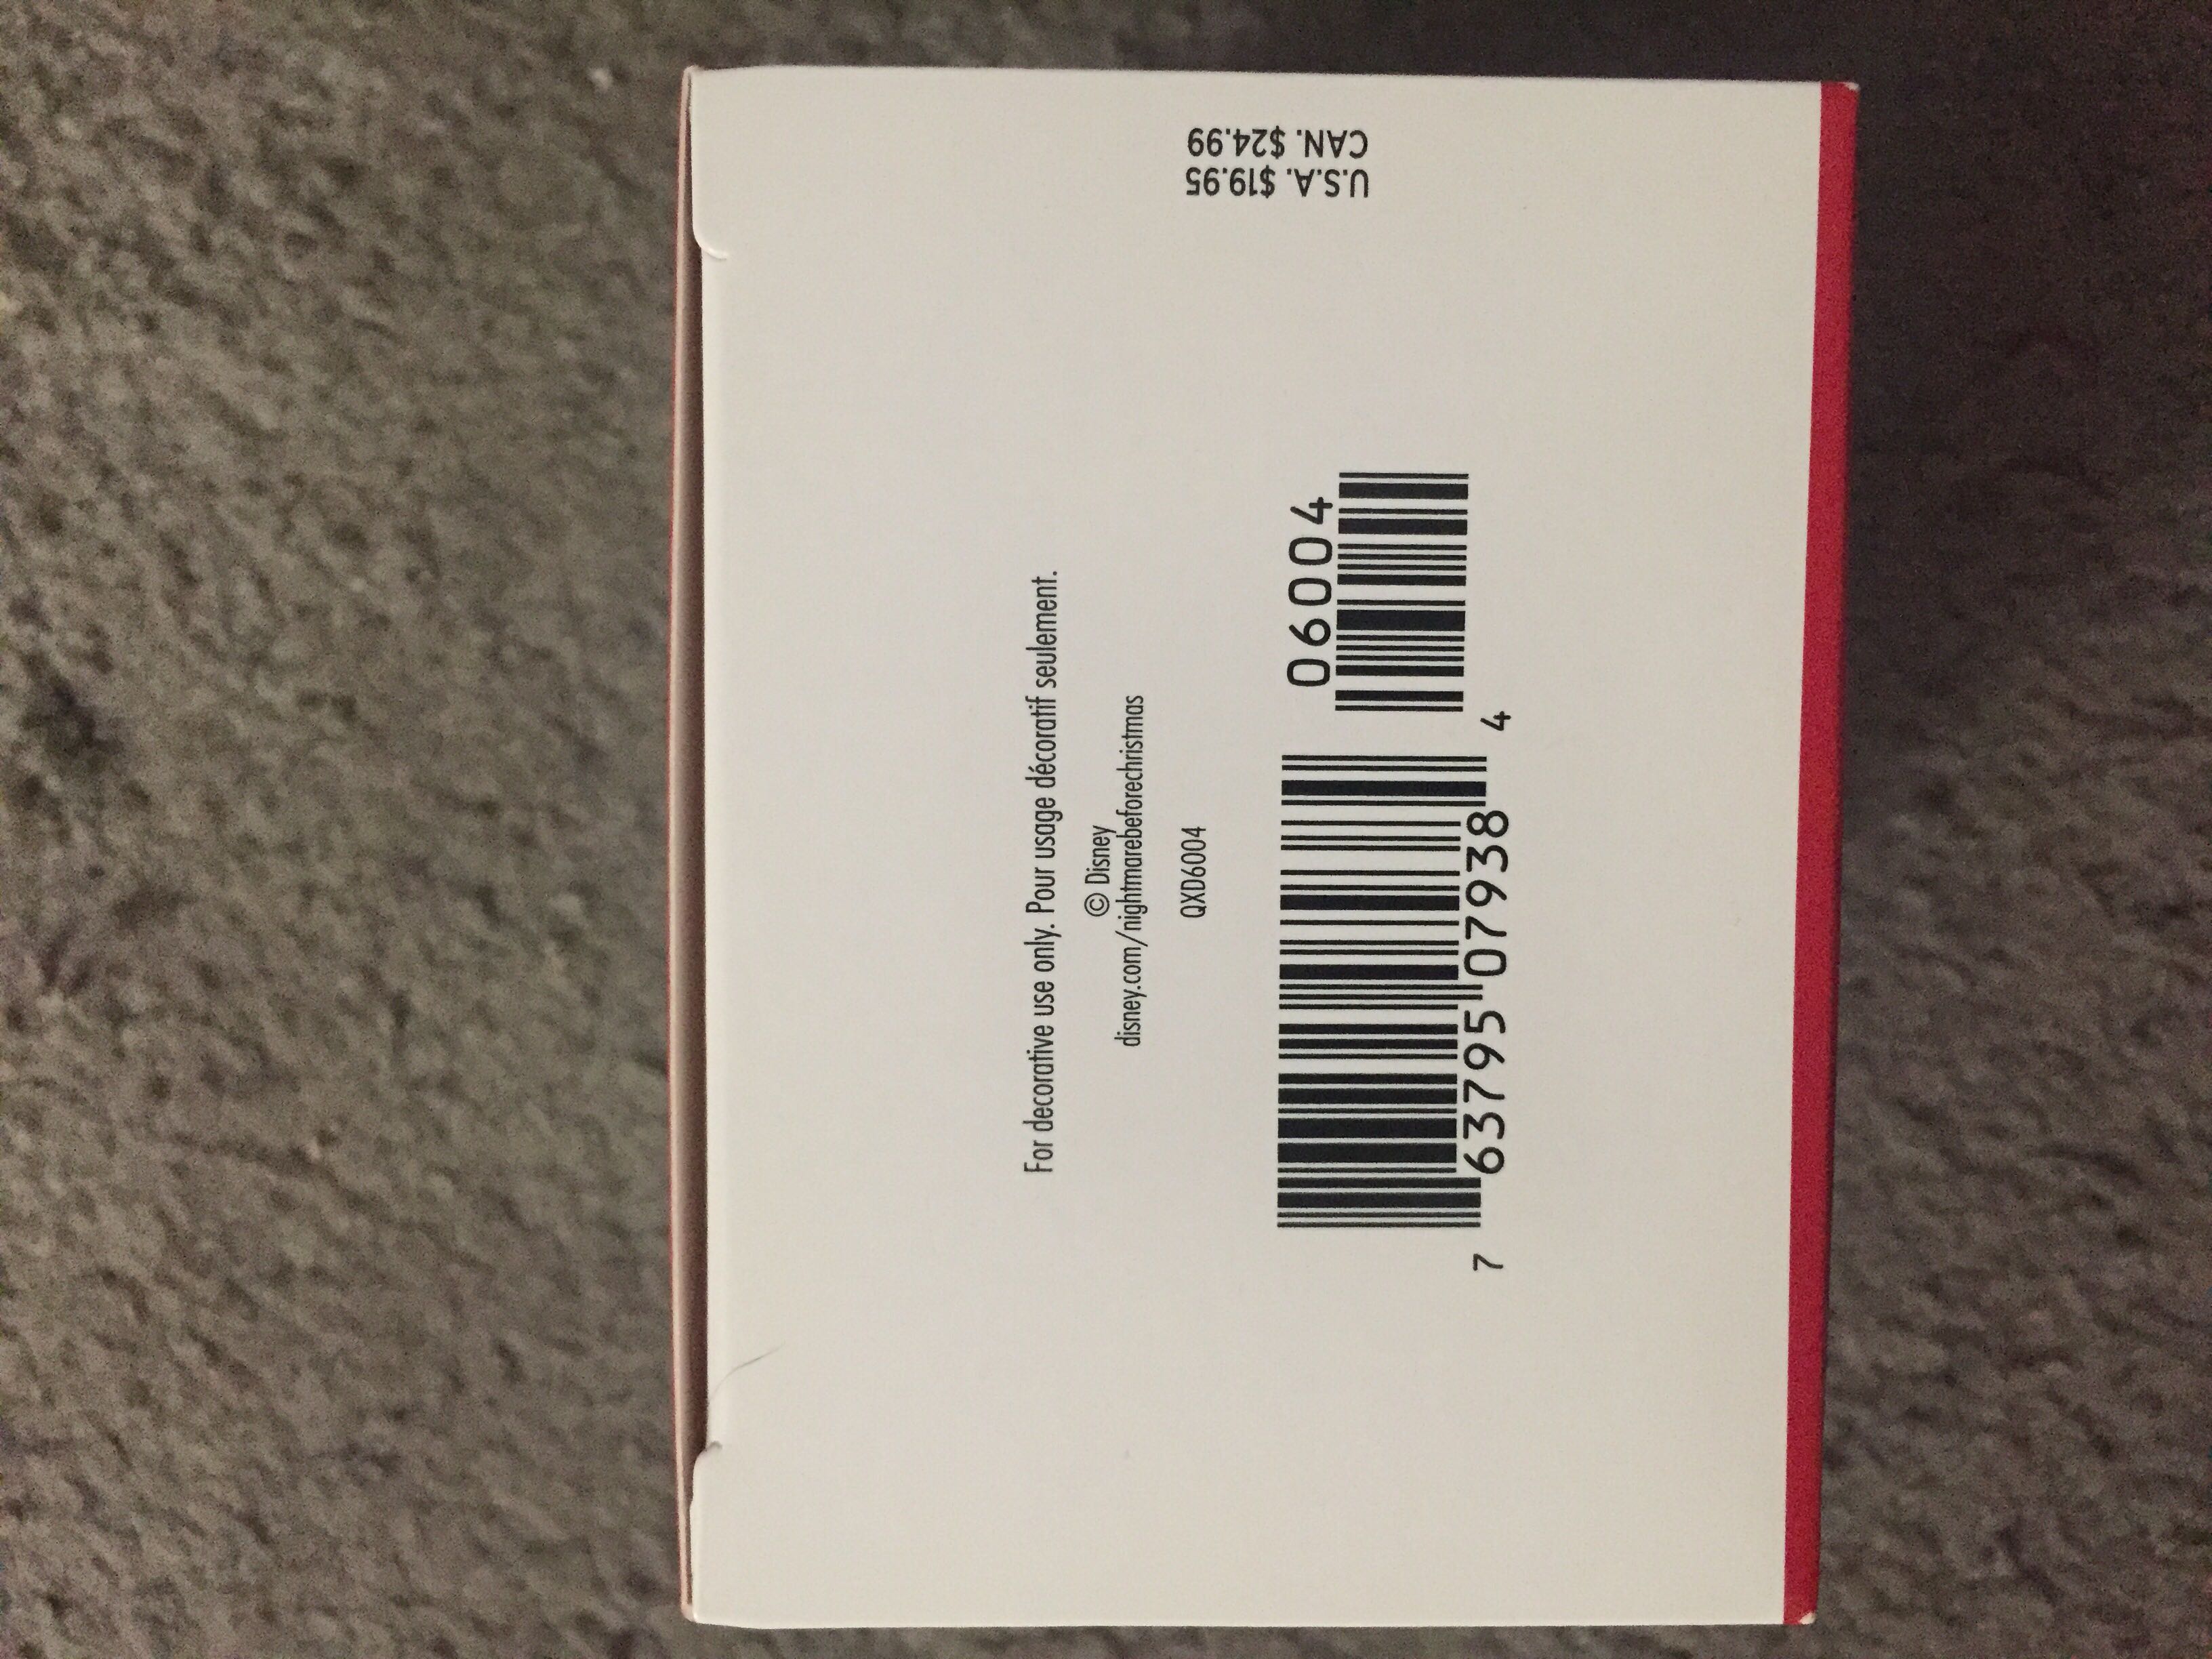 For decorative use only. Pour usage décoratif seulement.
© Disney
disney.com/nightmarebeforechristmas
QXD6004
06004
7 63795 07938 4
U.S.A. $19.95
CAN. $24.99